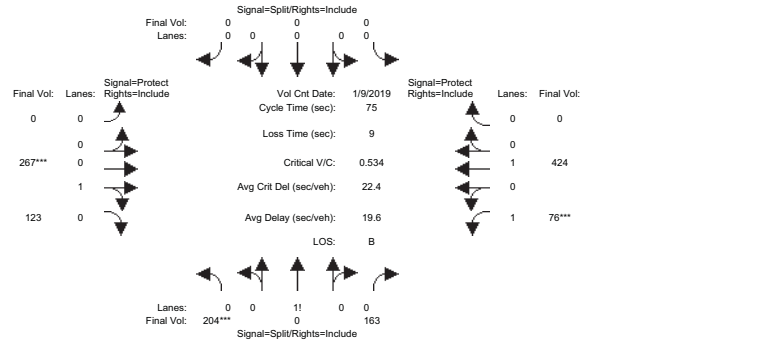 Signal=Split/Rights=Include
Final Vol: 0 0 0
Lanes: 0 0 0 0 0
Signal=Protect
Final Vol: Lanes: Rights=Include
Vol Cnt Date: 1/9/2019
Signal=Protect
Rights=Include Lanes: Final Vol:
Cycle Time (sec): 75
0 0
0 0
Loss Time (sec): 9
0
0
267*** 0
Critical V/C: 0.534
1 424
1
Avg Crit Del (sec/veh): 22.4
0
123 0
Avg Delay (sec/veh): 19.6
1 76***
LOS: B
Lanes: 0 0 1! 0 0
Final Vol: 204*** 0 163
Signal=Split/Rights=Include